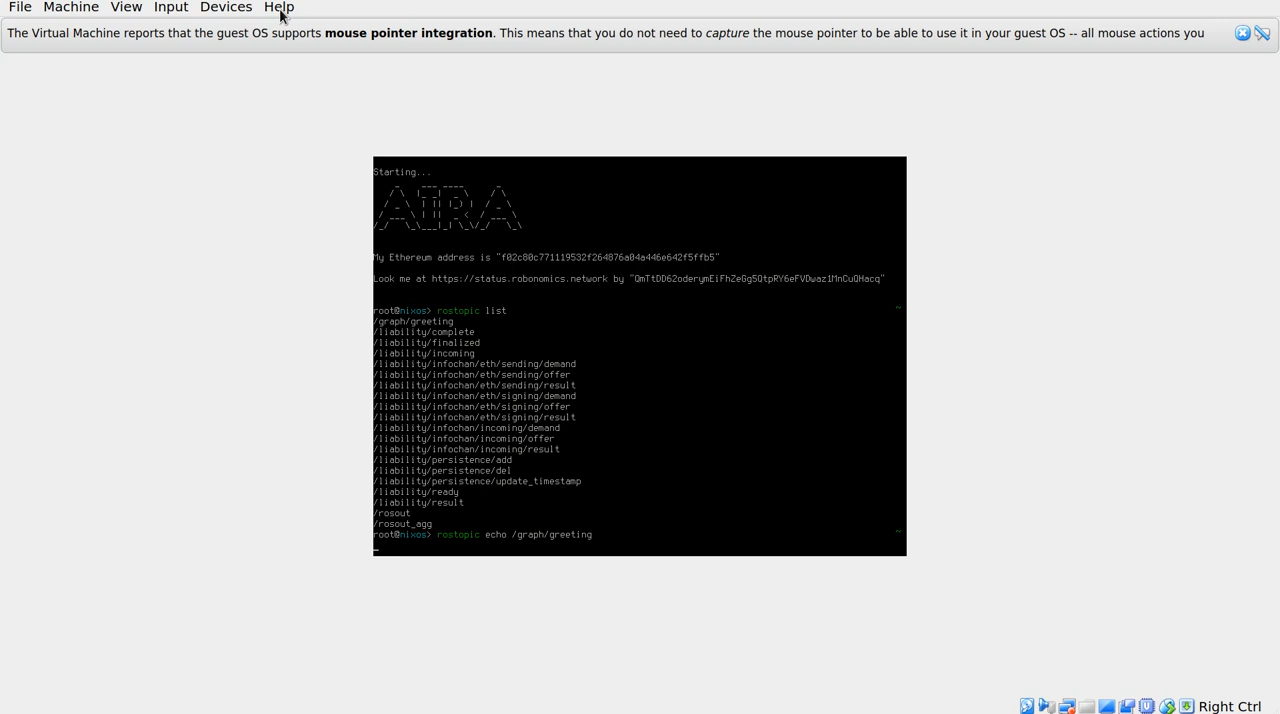 File Machine View Input Devices Help
The Virtual Machine reports that the guest OS supports mouse pointer integration. This means that you do not need to capture the mouse pointer to be able to use it in your guest OS -- all mouse actions you
Starting...
AIRA
My Ethereum address is "f02c80c771119532f264876a04a446e642f5ffb5"
Look me at https://status.robonomics.network by "QmTtDD62oderymEiFhZeGg5QtpRY6eFVDwaz1MnCuQHacq"
root@nixos> rostopic list ~
/graph/greeting
/liability/complete
/liability/finalized
/liability/incoming
/liability/infochan/eth/sending/demand
/liability/infochan/eth/sending/offer
/liability/infochan/eth/sending/result
/liability/infochan/eth/signing/demand
/liability/infochan/eth/signing/offer
/liability/infochan/eth/signing/result
/liability/infochan/incoming/demand
/liability/infochan/incoming/offer
/liability/infochan/incoming/result
/liability/persistence/add
/liability/persistence/del
/liability/persistence/update_timestamp
/liability/ready
/liability/result
/rosout
/rosout_agg
root@nixos> rostopic echo /graph/greeting ~
Right Ctrl